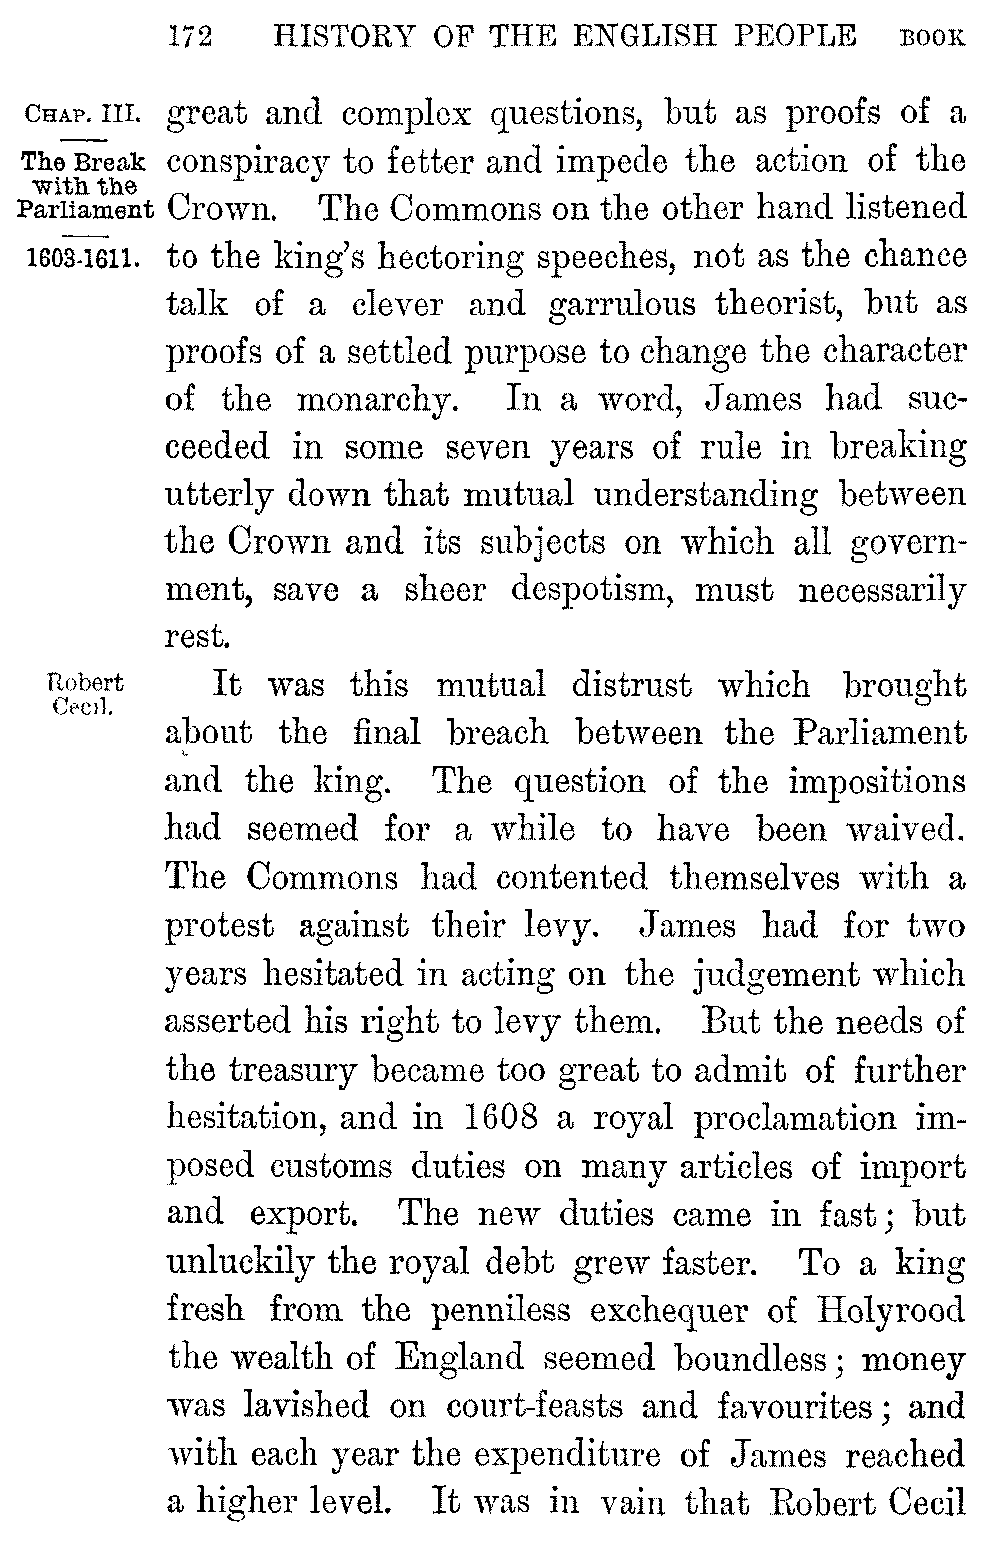 172 HISTORY OF THE ENGLISH PEOPLE BOOK
CHAP. III.
The Break
with the
Parliament
1603-1611.
great and complex questions, but as proofs of a
conspiracy to fetter and impede the action of the
Crown. The Commons on the other hand listened
to the king's hectoring speeches, not as the chance
talk of a clever and garrulous theorist, but as
proofs of a settled purpose to change the character
of the monarchy. In a word, James had suc-
ceeded in some seven years of rule in breaking
utterly down that mutual understanding between
the Crown and its subjects on which all govern-
ment, save a sheer despotism, must necessarily
rest.
Robert
Cecil.
It was this mutual distrust which brought
about the final breach between the Parliament
and the king. The question of the impositions
had seemed for a while to have been waived.
The Commons had contented themselves with a
protest against their levy. James had for two
years hesitated in acting on the judgement which
asserted his right to levy them. But the needs of
the treasury became too great to admit of further
hesitation, and in 1608 a royal proclamation im-
posed customs duties on many articles of import
and export. The new duties came in fast; but
unluckily the royal debt grew faster. To a king
fresh from the penniless exchequer of Holyrood
the wealth of England seemed boundless; money
was lavished on court-feasts and favourites; and
with each year the expenditure of James reached
a higher level. It was in vain that Robert Cecil